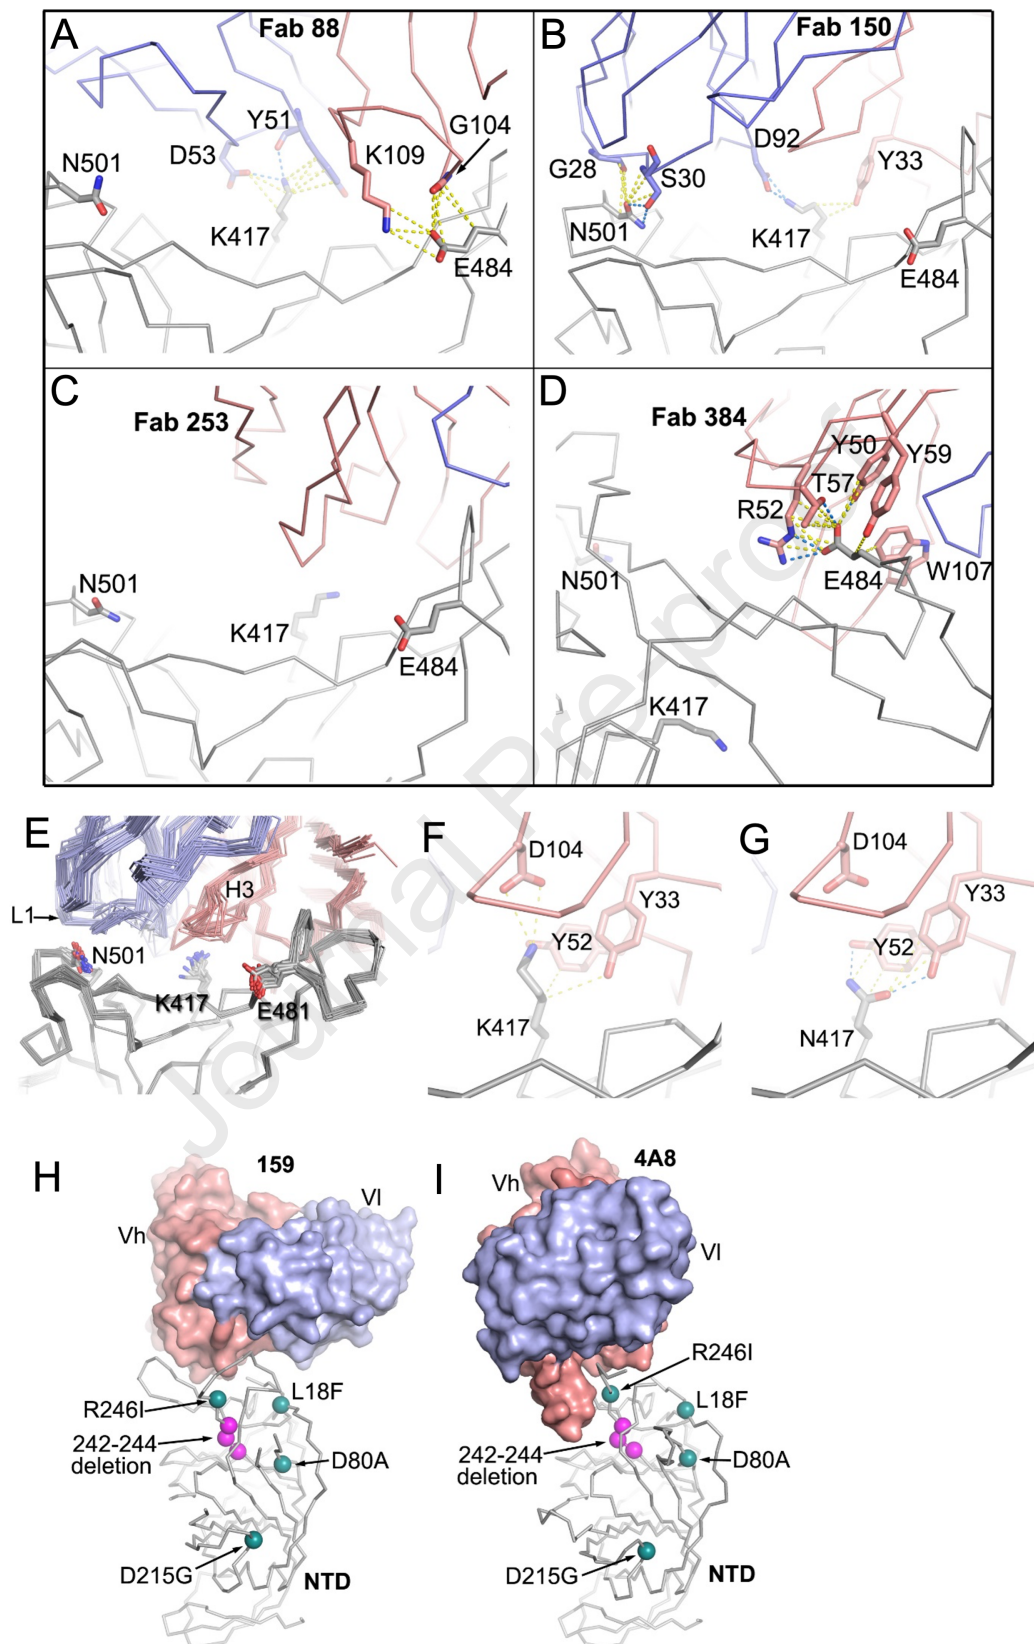 A
Fab 88
Y51
G104
D53
K109
N501
K417
E484
B
Fab 150
D92
G28
S30
Y33
N501
K417
E484
C
Fab 253
N501
K417
E484
D
Fab 384
Y50
Y59
T57
R52
N501
E484
W107
K417
E
H3
L1
N501
K417
E481
F
D104
Y33
Y52
K417
G
D104
Y33
Y52
N417
H
159
Vl
Vh
R246I
L18F
242-244
deletion
D80A
D215G
NTD
I
4A8
Vh
Vl
R246I
L18F
242-244
deletion
D80A
D215G
NTD
Journal Pre-proof